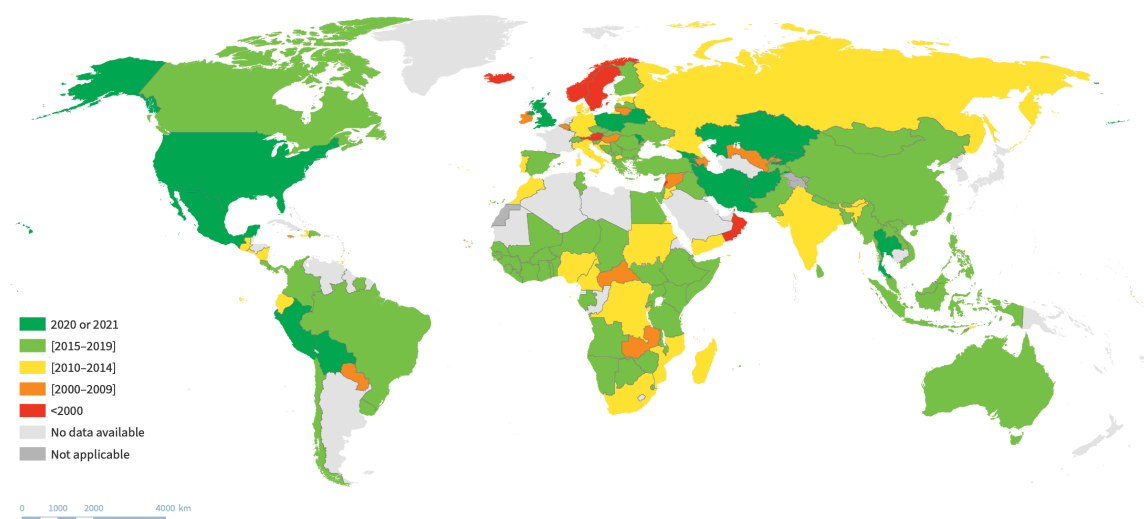 2020 or 2021
[2015–2019]
[2010–2014]
[2000–2009]
<2000
No data available
Not applicable
0 1000 2000 4000 km